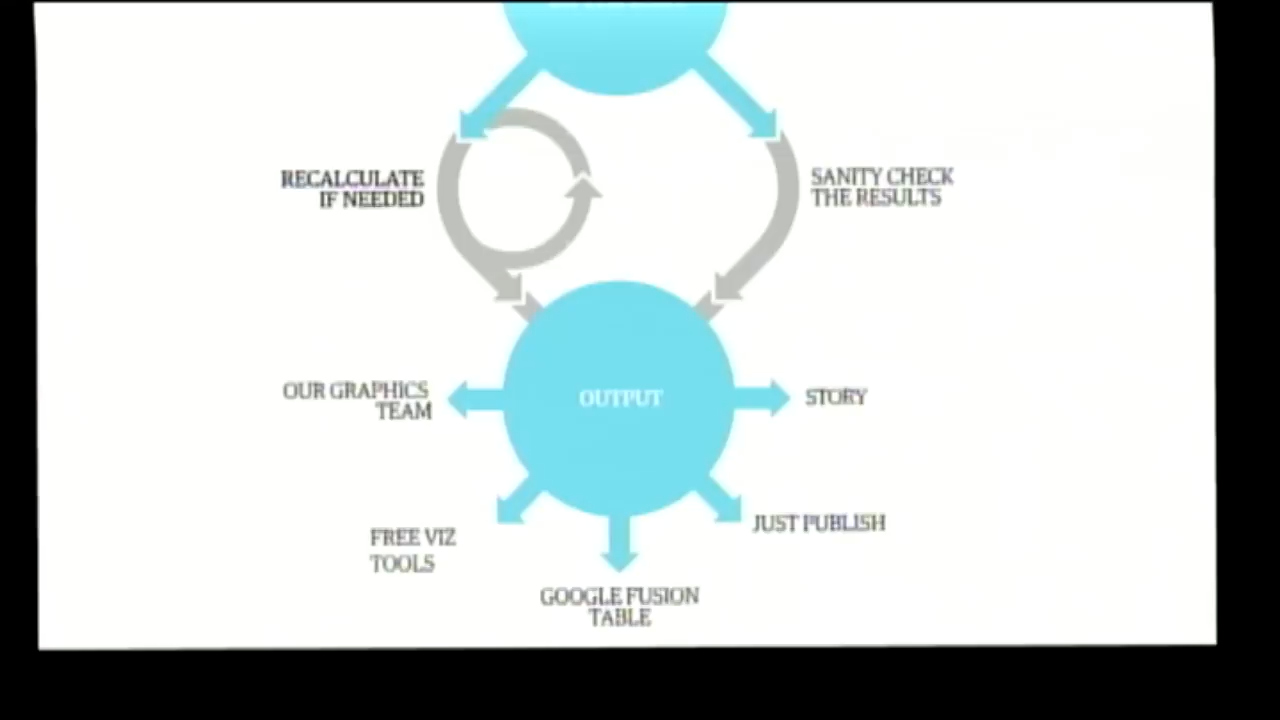 RECALCULATE
IF NEEDED
SANITY CHECK
THE RESULTS
OUR GRAPHICS
TEAM
OUTPUT
STORY
FREE VIZ
TOOLS
JUST PUBLISH
GOOGLE FUSION
TABLE